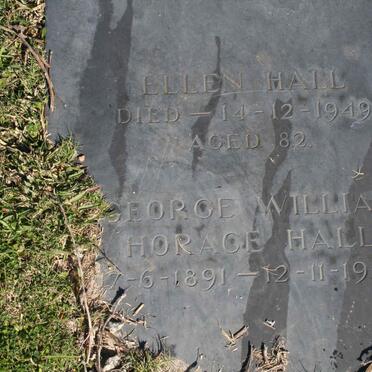 ELLEN HALL
DIED — 14-12-1949
AGED 82.
GEORGE WILLIA
HORACE HALL
7-6-1891 — 12-11-19